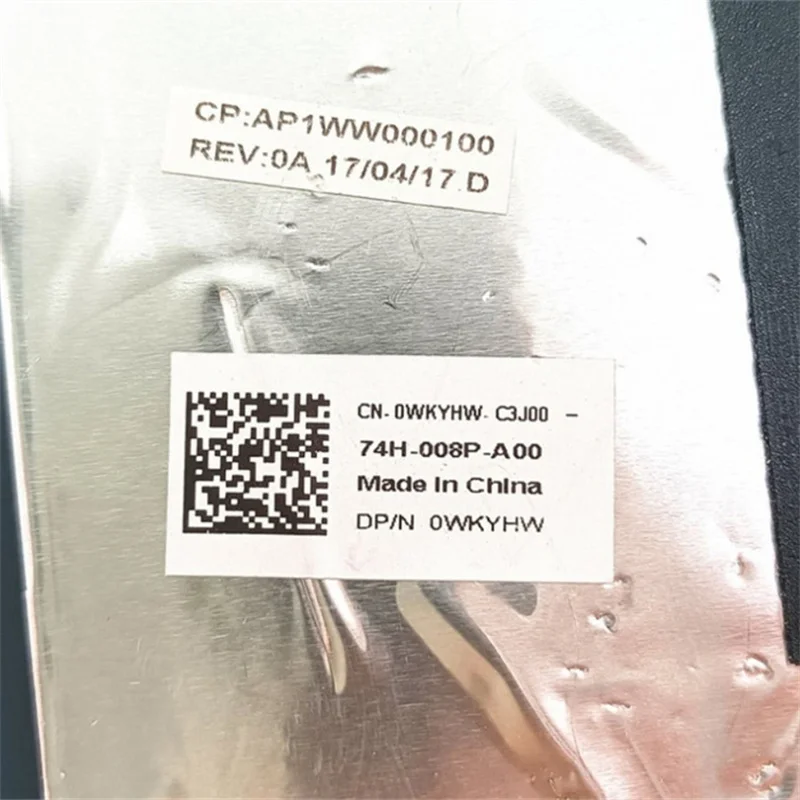 CP:AP1WW000100
REV:0A 17/04/17 D
CN-0WKYHW-C3J00 -
74H-008P-A00
Made In China
DP/N 0WKYHW